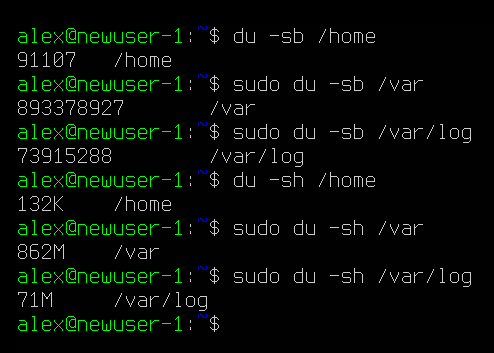 alex@newuser-1:~$ du -sb /home
91107   /home
alex@newuser-1:~$ sudo du -sb /var
893378927       /var
alex@newuser-1:~$ sudo du -sb /var/log
73915288        /var/log
alex@newuser-1:~$ du -sh /home
132K    /home
alex@newuser-1:~$ sudo du -sh /var
862M    /var
alex@newuser-1:~$ sudo du -sh /var/log
71M     /var/log
alex@newuser-1:~$